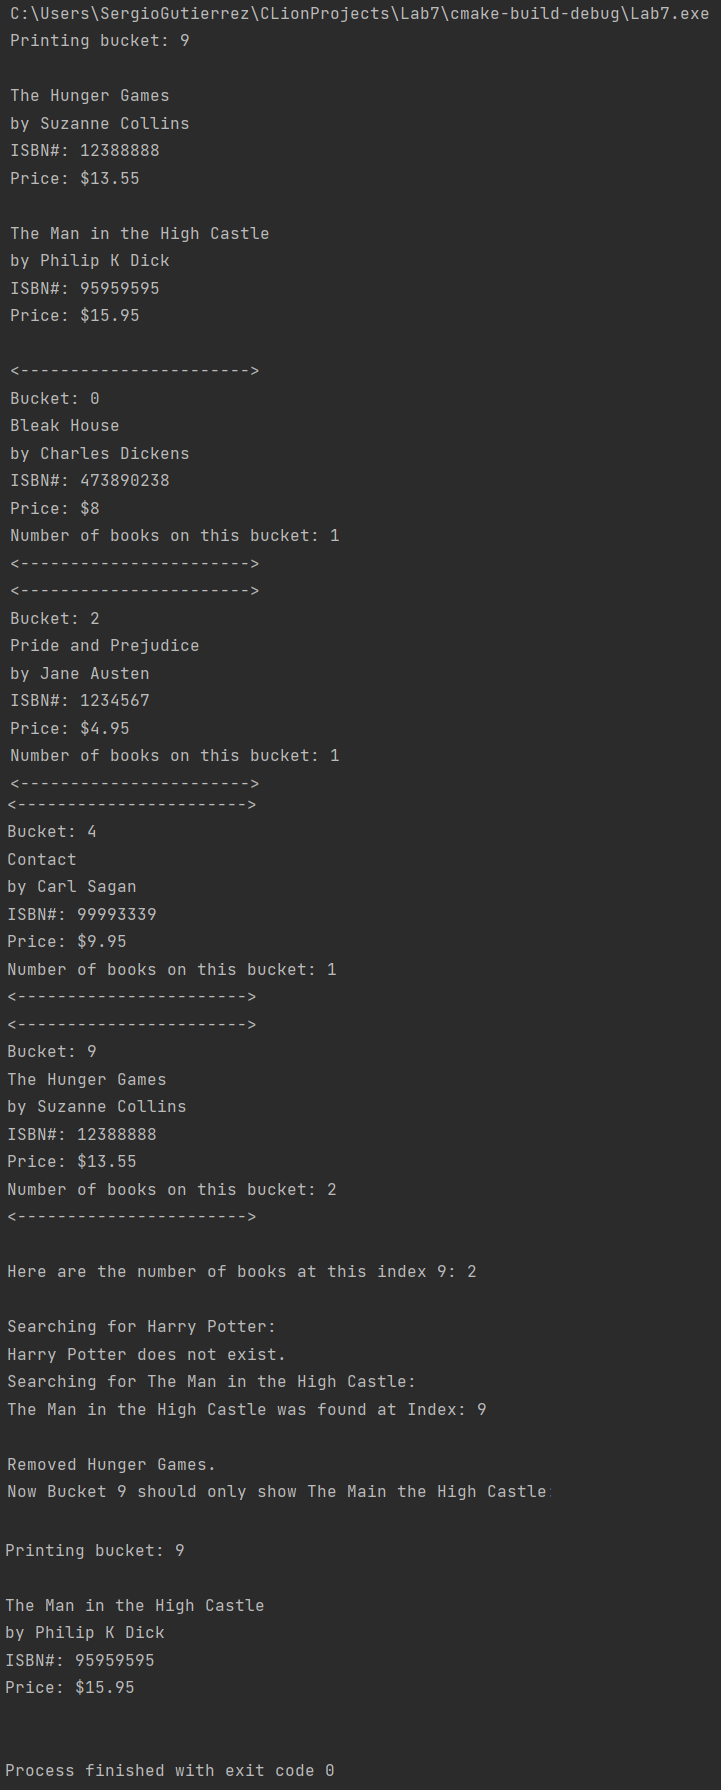 C:\Users\SergioGutierrez\CLionProjects\Lab7\cmake-build-debug\Lab7.exe
Printing bucket: 9
The Hunger Games
by Suzanne Collins
ISBN#: 12388888
Price: $13.55
The Man in the High Castle
by Philip K Dick
ISBN#: 95959595
Price: $15.95
<----------------------->
Bucket: 0
Bleak House
by Charles Dickens
ISBN#: 473890238
Price: $8
Number of books on this bucket: 1
<----------------------->
<----------------------->
Bucket: 2
Pride and Prejudice
by Jane Austen
ISBN#: 1234567
Price: $4.95
Number of books on this bucket: 1
<----------------------->
<----------------------->
Bucket: 4
Contact
by Carl Sagan
ISBN#: 99993339
Price: $9.95
Number of books on this bucket: 1
<----------------------->
<----------------------->
Bucket: 9
The Hunger Games
by Suzanne Collins
ISBN#: 12388888
Price: $13.55
Number of books on this bucket: 2
<----------------------->
Here are the number of books at this index 9: 2
Searching for Harry Potter:
Harry Potter does not exist.
Searching for The Man in the High Castle:
The Man in the High Castle was found at Index: 9
Removed Hunger Games.
Now Bucket 9 should only show The Main the High Castle:
Printing bucket: 9
The Man in the High Castle
by Philip K Dick
ISBN#: 95959595
Price: $15.95
Process finished with exit code 0